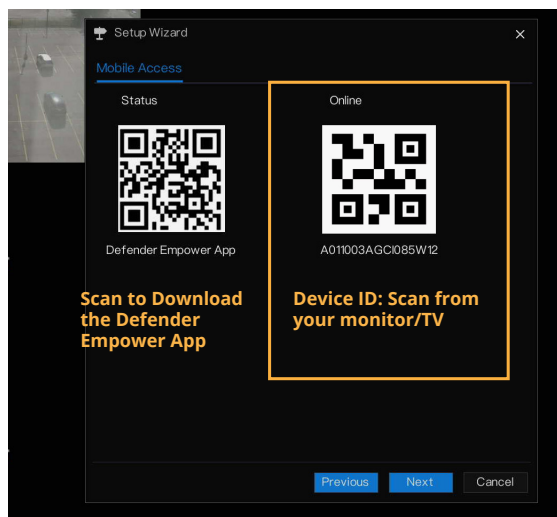 Setup Wizard
Mobile Access
Status
Online
Defender Empower App
A011003AGCI085W12
Scan to Download
the Defender
Empower App
Device ID: Scan from
your monitor/TV
Previous
Next
Cancel